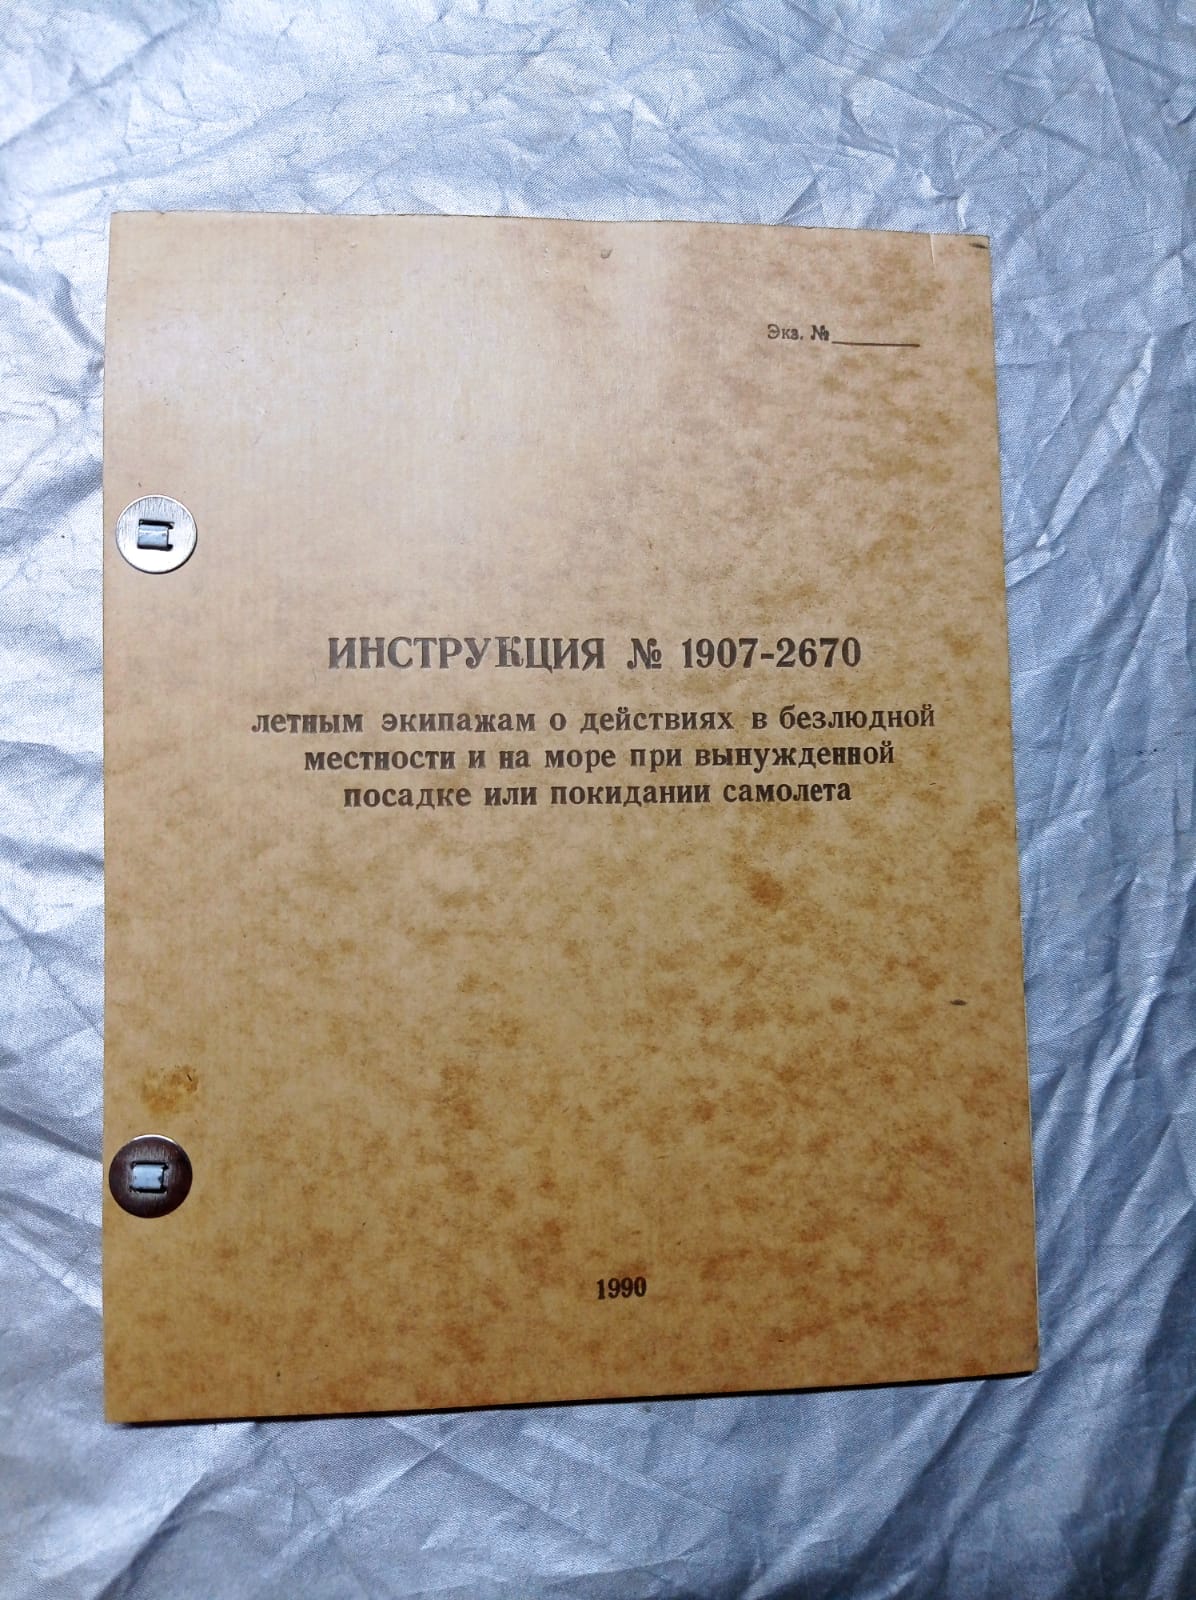 Экз. №______
ИНСТРУКЦИЯ № 1907-2670
летным экипажам о действиях в безлюдной
местности и на море при вынужденной
посадке или покидании самолета
1990